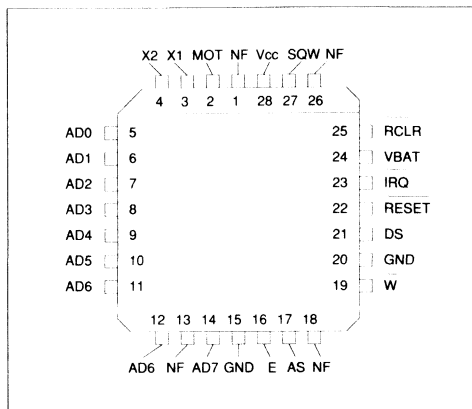 X2 X1 MOT NF Vcc SQW NF
4 3 2 1 28 27 26
AD0 5 25 RCLR
AD1 6 24 VBAT
AD2 7 23 IRQ
AD3 8 22 RESET
AD4 9 21 DS
AD5 10 20 GND
AD6 11 19 W
12 13 14 15 16 17 18
AD6 NF AD7 GND E AS NF